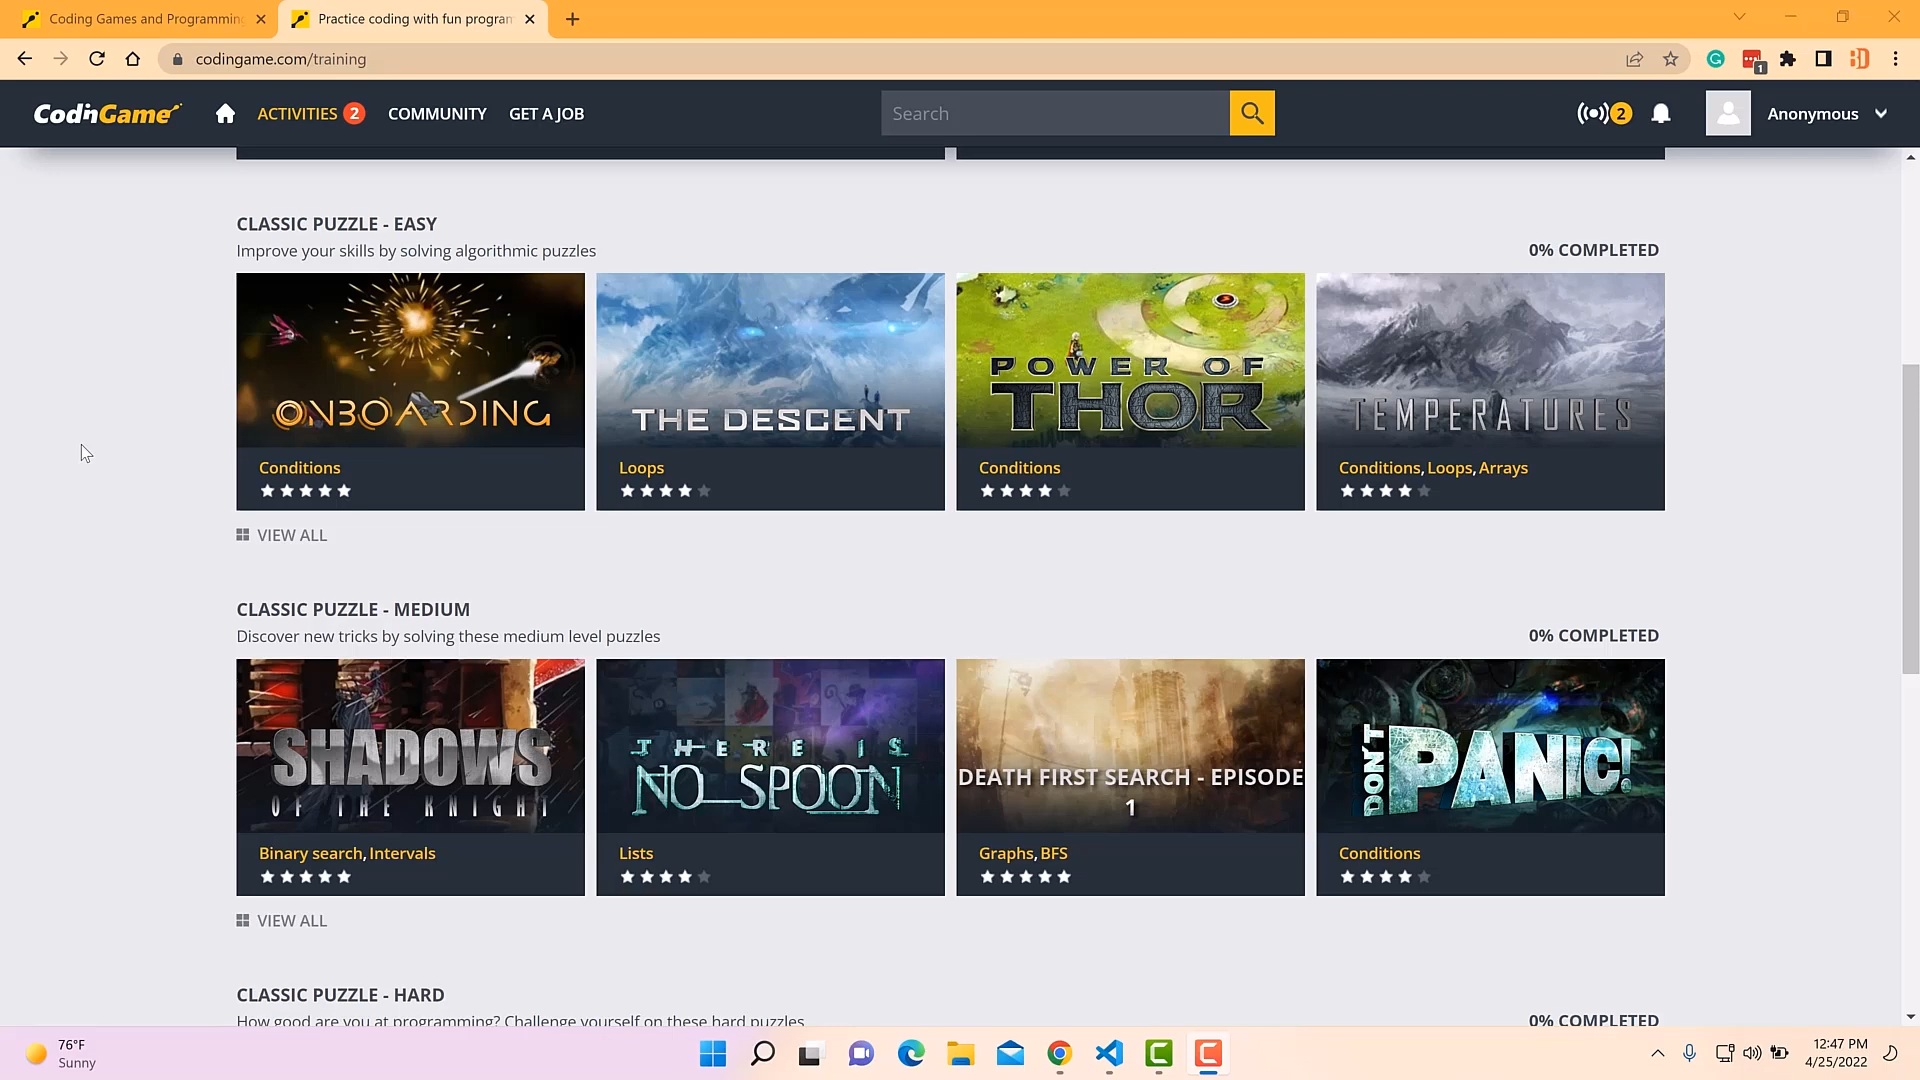 Coding Games and Programming
Practice coding with fun program
codingame.com/training
1
CodinGame
ACTIVITIES 2
COMMUNITY
GET A JOB
Search
2
Anonymous
CLASSIC PUZZLE - EASY
Improve your skills by solving algorithmic puzzles
0% COMPLETED
ONBOARDING
THE DESCENT
POWER OF
THOR
TEMPERATURES
Conditions
Loops
Conditions
Conditions, Loops, Arrays
VIEW ALL
CLASSIC PUZZLE - MEDIUM
Discover new tricks by solving these medium level puzzles
0% COMPLETED
SHADOWS
OF THE KNIGHT
THERE IS
NO SPOON
DEATH FIRST SEARCH - EPISODE
1
DON'T
PANIC!
Binary search, Intervals
Lists
Graphs, BFS
Conditions
VIEW ALL
CLASSIC PUZZLE - HARD
How good are you at programming? Challenge yourself on these hard puzzles
0% COMPLETED
76°F
Sunny
12:47 PM
4/25/2022